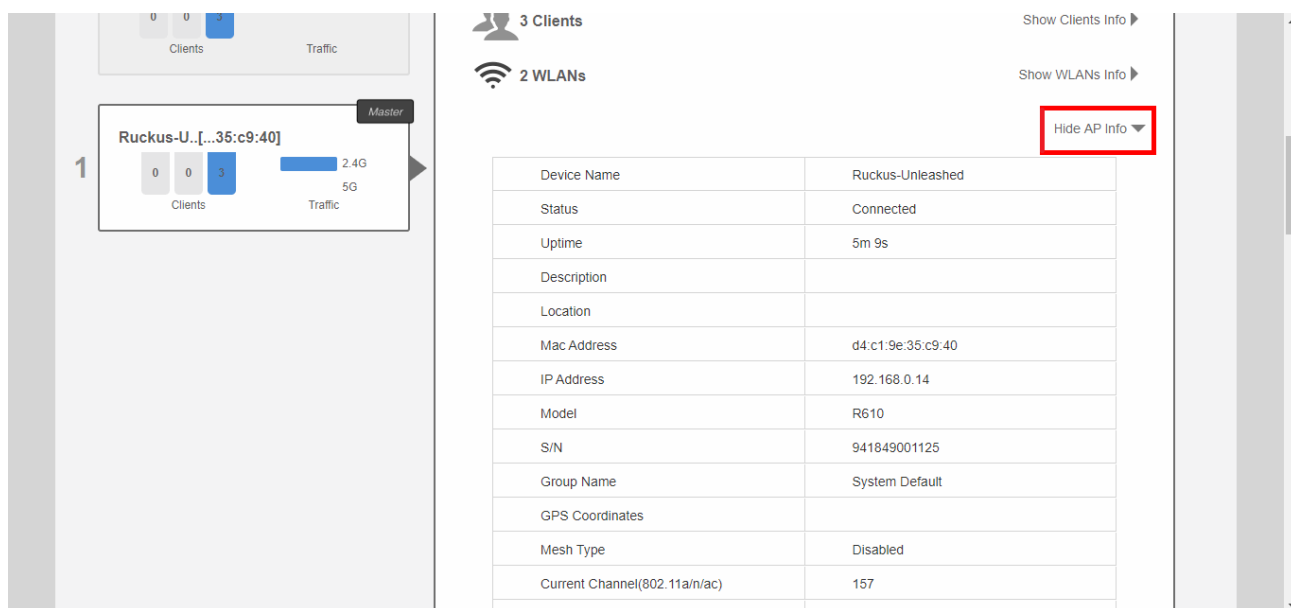 0 0 3
Clients Traffic
Master
Ruckus-U..[...35:c9:40]
1
0 0 3
2.4G
5G
Clients Traffic
3 Clients Show Clients Info
2 WLANs Show WLANs Info
Hide AP Info
Device Name Ruckus-Unleashed
Status Connected
Uptime 5m 9s
Description
Location
Mac Address d4:c1:9e:35:c9:40
IP Address 192.168.0.14
Model R610
S/N 941849001125
Group Name System Default
GPS Coordinates
Mesh Type Disabled
Current Channel(802.11a/n/ac) 157